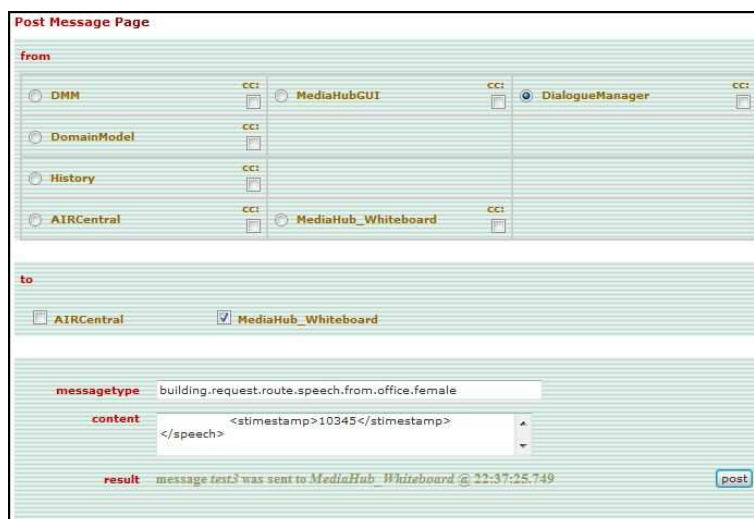 Post Message Page
from
cc: cc: cc:
DMM MediaHubGUI DialogueManager
cc:
DomainModel
cc:
History
cc: cc:
AIRCentral MediaHub_Whiteboard
to
AIRCentral MediaHub_Whiteboard
messagetype building.request.route.speech.from.office.female
content <stimestamp>10345</stimestamp>
</speech>
result message test3 was sent to MediaHub_Whiteboard @ 22:37:25.749 post